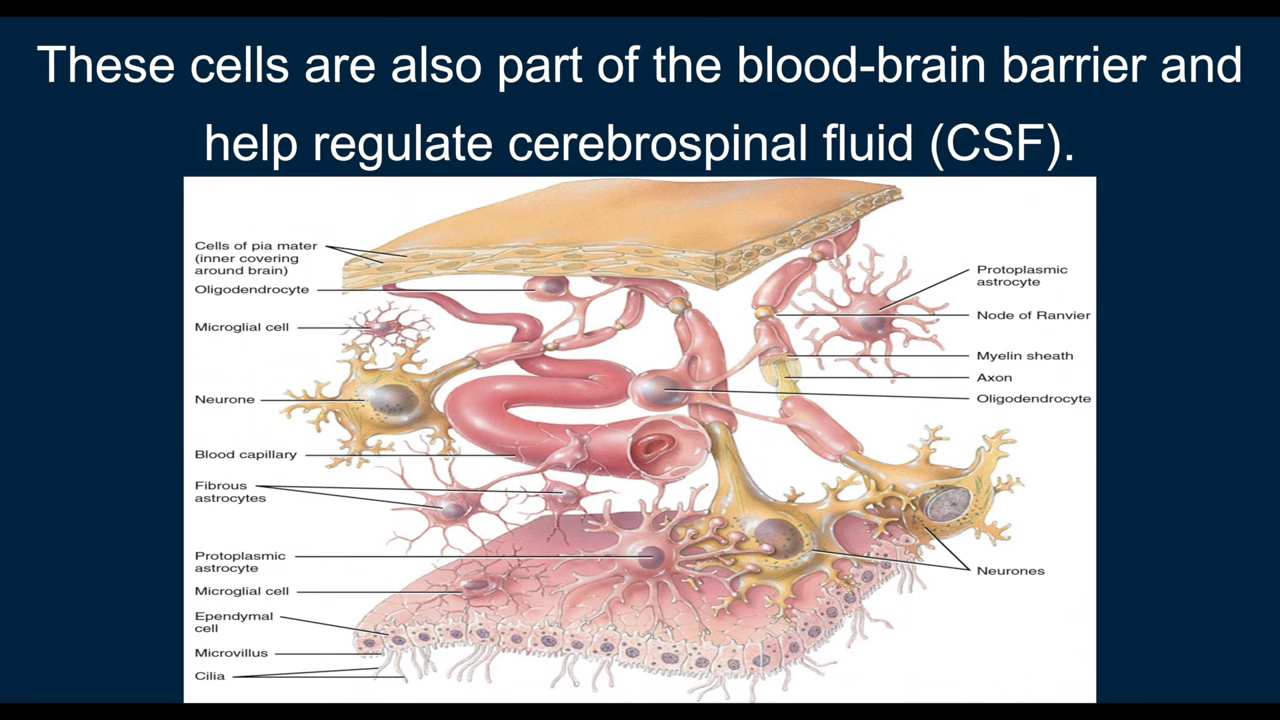 These cells are also part of the blood-brain barrier and
help regulate cerebrospinal fluid (CSF).
Cells of pia mater
(inner covering
around brain)
Oligodendrocyte
Microglial cell
Neurone
Blood capillary
Fibrous
astrocytes
Protoplasmic
astrocyte
Microglial cell
Ependymal
cell
Microvillus
Cilia
Protoplasmic
astrocyte
Node of Ranvier
Myelin sheath
Axon
Oligodendrocyte
Neurones